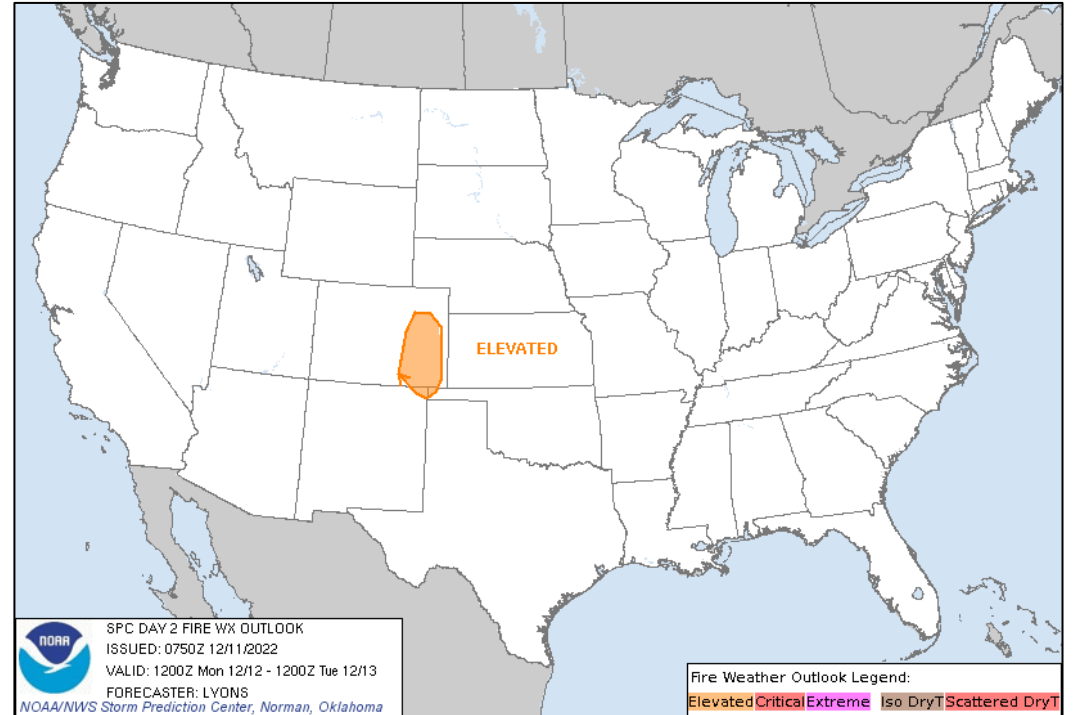 ELEVATED
NOAA
SPC DAY 2 FIRE WX OUTLOOK
ISSUED: 0750Z 12/11/2022
VALID: 1200Z Mon 12/12 - 1200Z Tue 12/13
FORECASTER: LYONS
NOAA/NWS Storm Prediction Center, Norman, Oklahoma
Fire Weather Outlook Legend:
Elevated Critical Extreme Iso DryT Scattered DryT